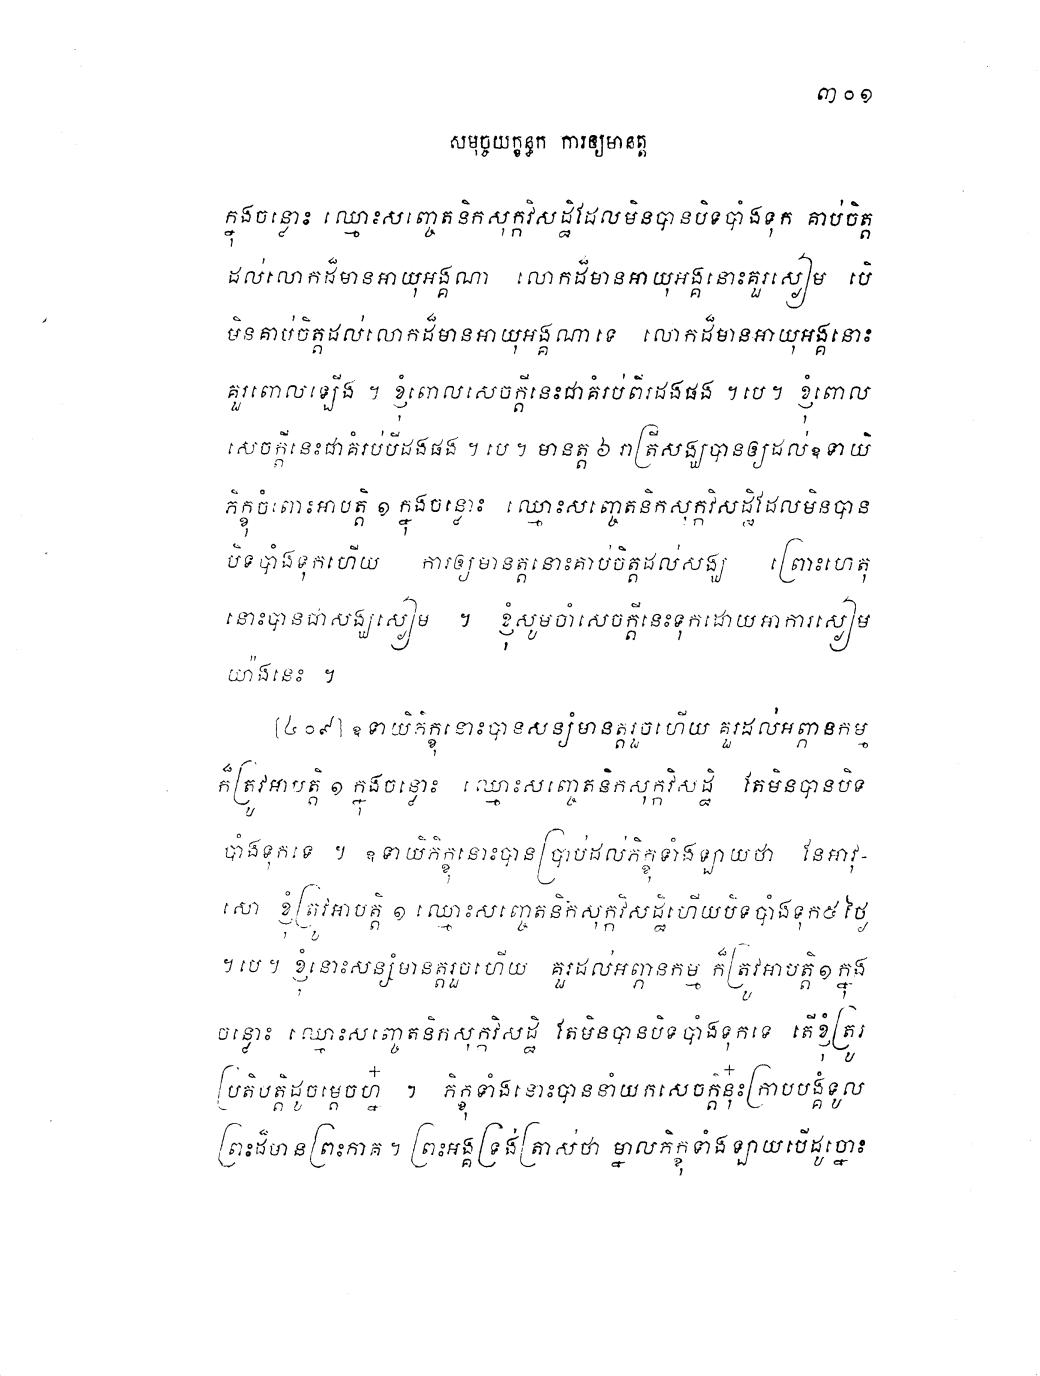 ៣០១
សមុច្ចយក្ខន្ធក ការឲ្យមានត្ត
ក្នុងចន្លោះ ឈ្មោះសញ្ចេតនិកសុក្កវិសដ្ឋិដែលមិនបានបិទបាំងទុក គាប់ចិត្ត
ដល់លោកដ៏មានអាយុអង្គណា លោកដ៏មានអាយុអង្គនោះគួរស្ងៀម បើ
មិនគាប់ចិត្តដល់លោកដ៏មានអាយុអង្គណាទេ លោកដ៏មានអាយុអង្គនោះ
គួរពោលឡើង ។ ខ្ញុំពោលសេចក្តីនេះជាគំរប់ពីរដងផង ។បេ។ ខ្ញុំពោល
សេចក្តីនេះជាគំរប់បីដងផង ។ បេ ។ មានត្ត ៦ រាត្រីសង្ឃបានឲ្យដល់ឧទាយិ
ភិក្ខុចំពោះអាបត្តិ ១ ក្នុងចន្លោះ ឈ្មោះសញ្ចេតនិកសុក្កវិសដ្ឋិដែលមិនបាន
បិទបាំងទុកហើយ ការឲ្យមានត្តនោះគាប់ចិត្តដល់សង្ឃ ព្រោះហេតុ
នោះបានជាសង្ឃស្ងៀម ។ ខ្ញុំសូមចាំសេចក្តីនេះទុកដោយអាការស្ងៀម
យ៉ាងនេះ ។
[៤០៩] ឧទាយិភិក្ខុនោះបានសន្សំមានត្តរួចហើយ គួរដល់អព្ភានកម្ម
ក៏ត្រូវអាបត្តិ ១ ក្នុងចន្លោះ ឈ្មោះសញ្ចេតនិកសុក្កវិសដ្ឋិ តែមិនបានបិទ
បាំងទុកទេ ។ ឧទាយិភិក្ខុនោះបានប្រាប់ដល់ភិក្ខុទាំងឡាយថា នែអាវុ-
សោ ខ្ញុំត្រូវអាបត្តិ ១ ឈ្មោះសញ្ចេតនិកសុក្កវិសដ្ឋិហើយបិទបាំងទុក៥ថ្ងៃ
។បេ។ ខ្ញុំនោះសន្សំមានត្តរួចហើយ គួរដល់អព្ភានកម្ម ក៏ត្រូវអាបត្តិ១ក្នុង
ចន្លោះ ឈ្មោះសញ្ចេតនិកសុក្កវិសដ្ឋិ តែមិនបានបិទបាំងទុកទេ តើខ្ញុំត្រូវ
ប្រតិបត្តិដូចម្តេចហ្ន៎ ។ ភិក្ខុទាំងនោះបាននាំយកសេចក្តីនុ៎ះក្រាបបង្គំទូល
ព្រះដ៏មានព្រះភាគ ។ ព្រះអង្គទ្រង់ត្រាស់ថា ម្នាលភិក្ខុទាំងឡាយបើដូច្នោះ